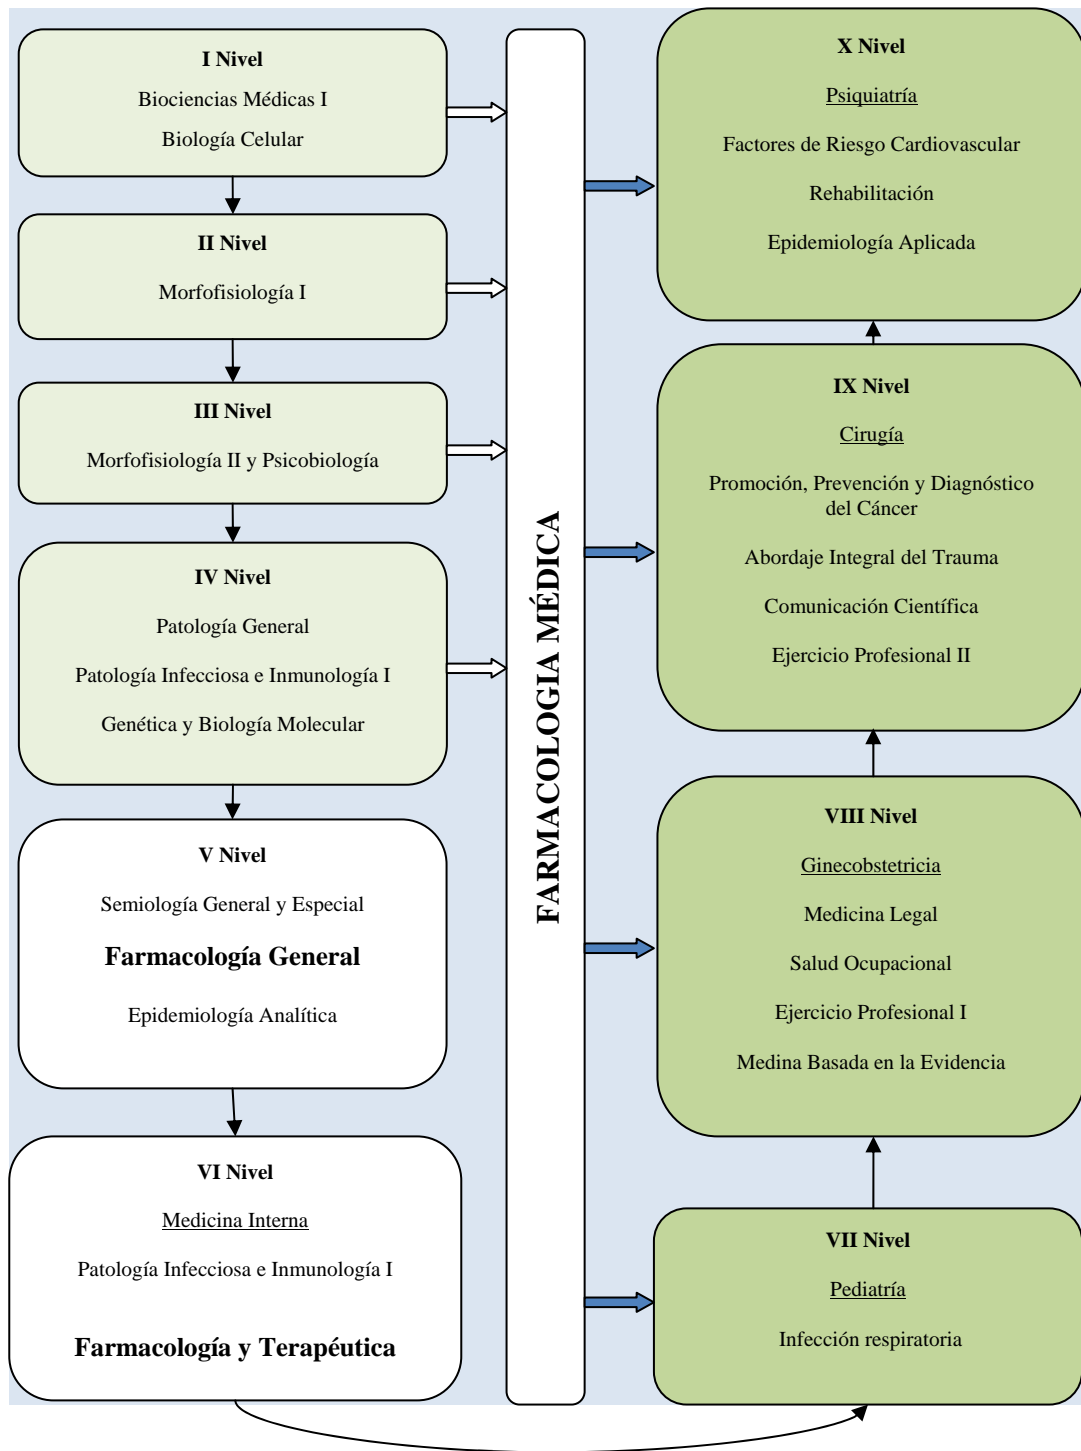 I Nivel
Biociencias Médicas I
Biología Celular
II Nivel
Morfofisiología I
III Nivel
Morfofisiología II y Psicobiología
IV Nivel
Patología General
Patología Infecciosa e Inmunología I
Genética y Biología Molecular
V Nivel
Semiología General y Especial
Farmacología General
Epidemiología Analítica
VI Nivel
Medicina Interna
Patología Infecciosa e Inmunología I
Farmacología y Terapéutica
FARMACOLOGIA MÉDICA
X Nivel
Psiquiatría
Factores de Riesgo Cardiovascular
Rehabilitación
Epidemiología Aplicada
IX Nivel
Cirugía
Promoción, Prevención y Diagnóstico
del Cáncer
Abordaje Integral del Trauma
Comunicación Científica
Ejercicio Profesional II
VIII Nivel
Ginecobstetricia
Medicina Legal
Salud Ocupacional
Ejercicio Profesional I
Medina Basada en la Evidencia
VII Nivel
Pediatría
Infección respiratoria